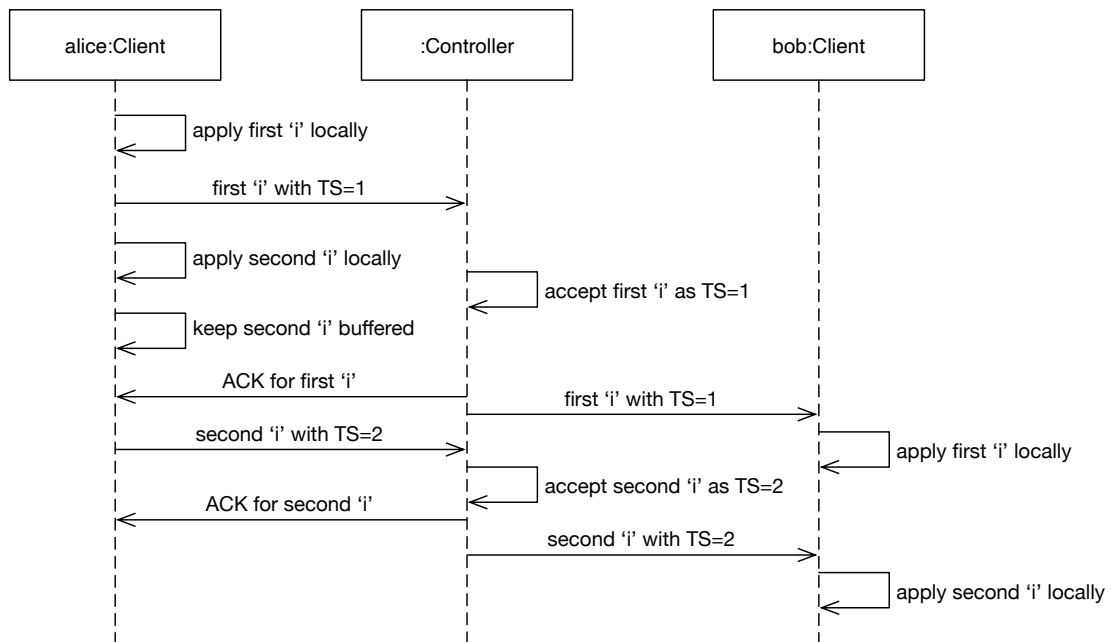 alice:Client
:Controller
bob:Client
apply first ‘i’ locally
first ‘i’ with TS=1
apply second ‘i’ locally
accept first ‘i’ as TS=1
keep second ‘i’ buffered
ACK for first ‘i’
first ‘i’ with TS=1
second ‘i’ with TS=2
apply first ‘i’ locally
accept second ‘i’ as TS=2
ACK for second ‘i’
second ‘i’ with TS=2
apply second ‘i’ locally